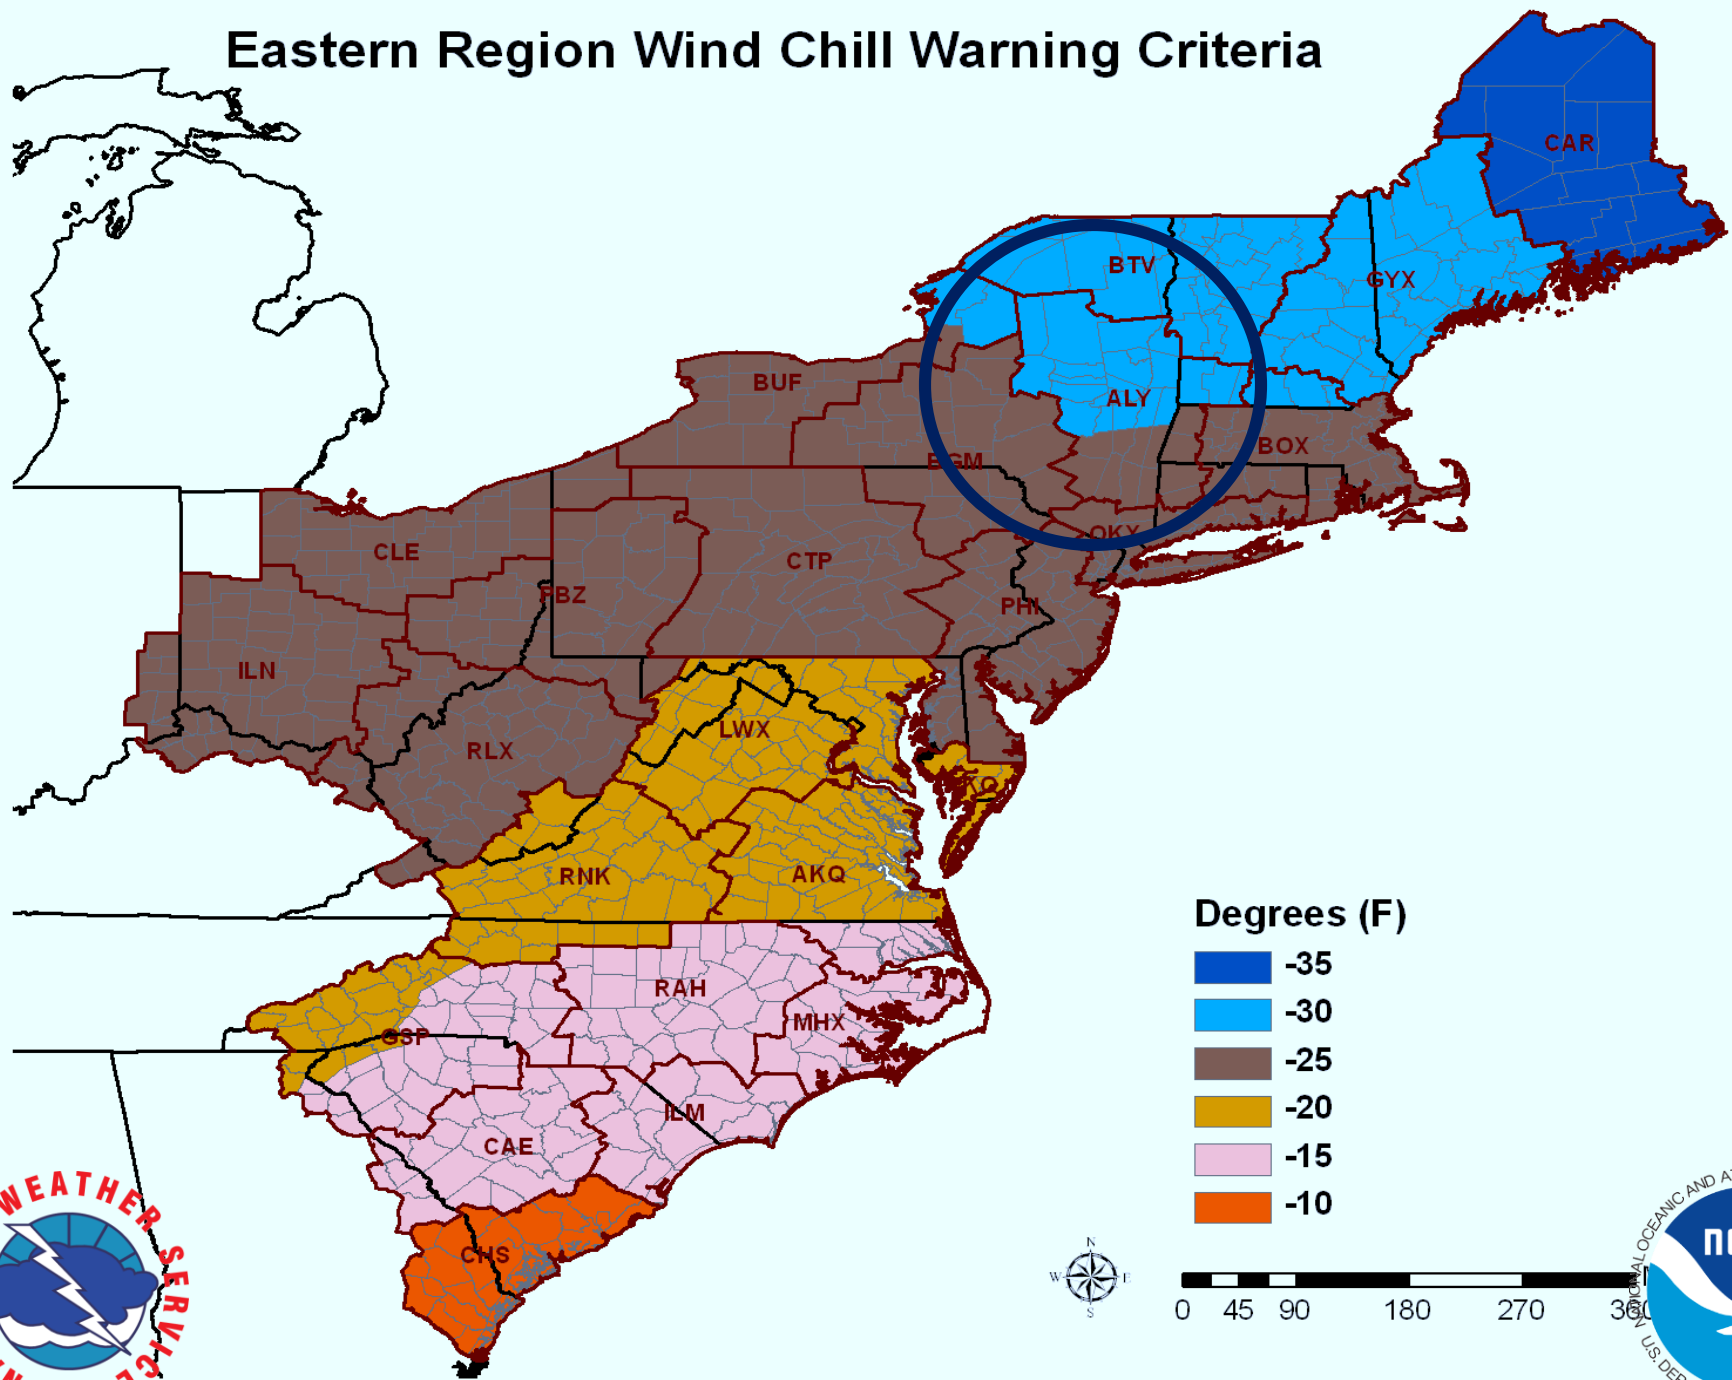 Eastern Region Wind Chill Warning Criteria
CAR
BTV
GYX
BUF
ALY
BGM
BOX
OKX
CLE
CTP
PBZ
PHI
ILN
LWX
RLX
RNK
AKQ
RAH
MHX
GSP
ILM
CAE
CHS
Degrees (F)
-35
-30
-25
-20
-15
-10
N
W
E
S
0 45 90 180 270 360
WEATHER SERVICE